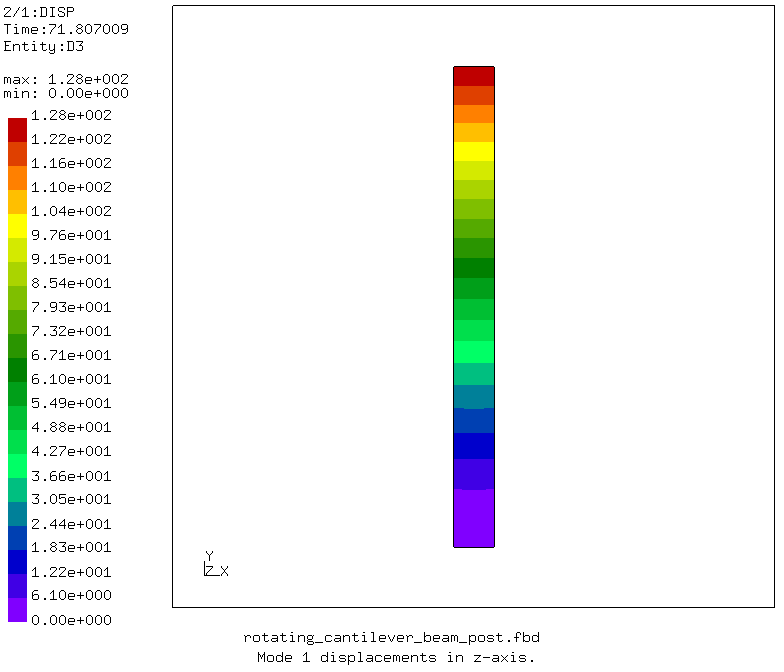 2/1:DISP
Time:71.807009
Entity:D3
max: 1.28e+002
min: 0.00e+000
1.28e+002
1.22e+002
1.16e+002
1.10e+002
1.04e+002
9.76e+001
9.15e+001
8.54e+001
7.93e+001
7.32e+001
6.71e+001
6.10e+001
5.49e+001
4.88e+001
4.27e+001
3.66e+001
3.05e+001
2.44e+001
1.83e+001
1.22e+001
6.10e+000
0.00e+000
Y
Z X
rotating_cantilever_beam_post.fbd
Mode 1 displacements in z-axis.